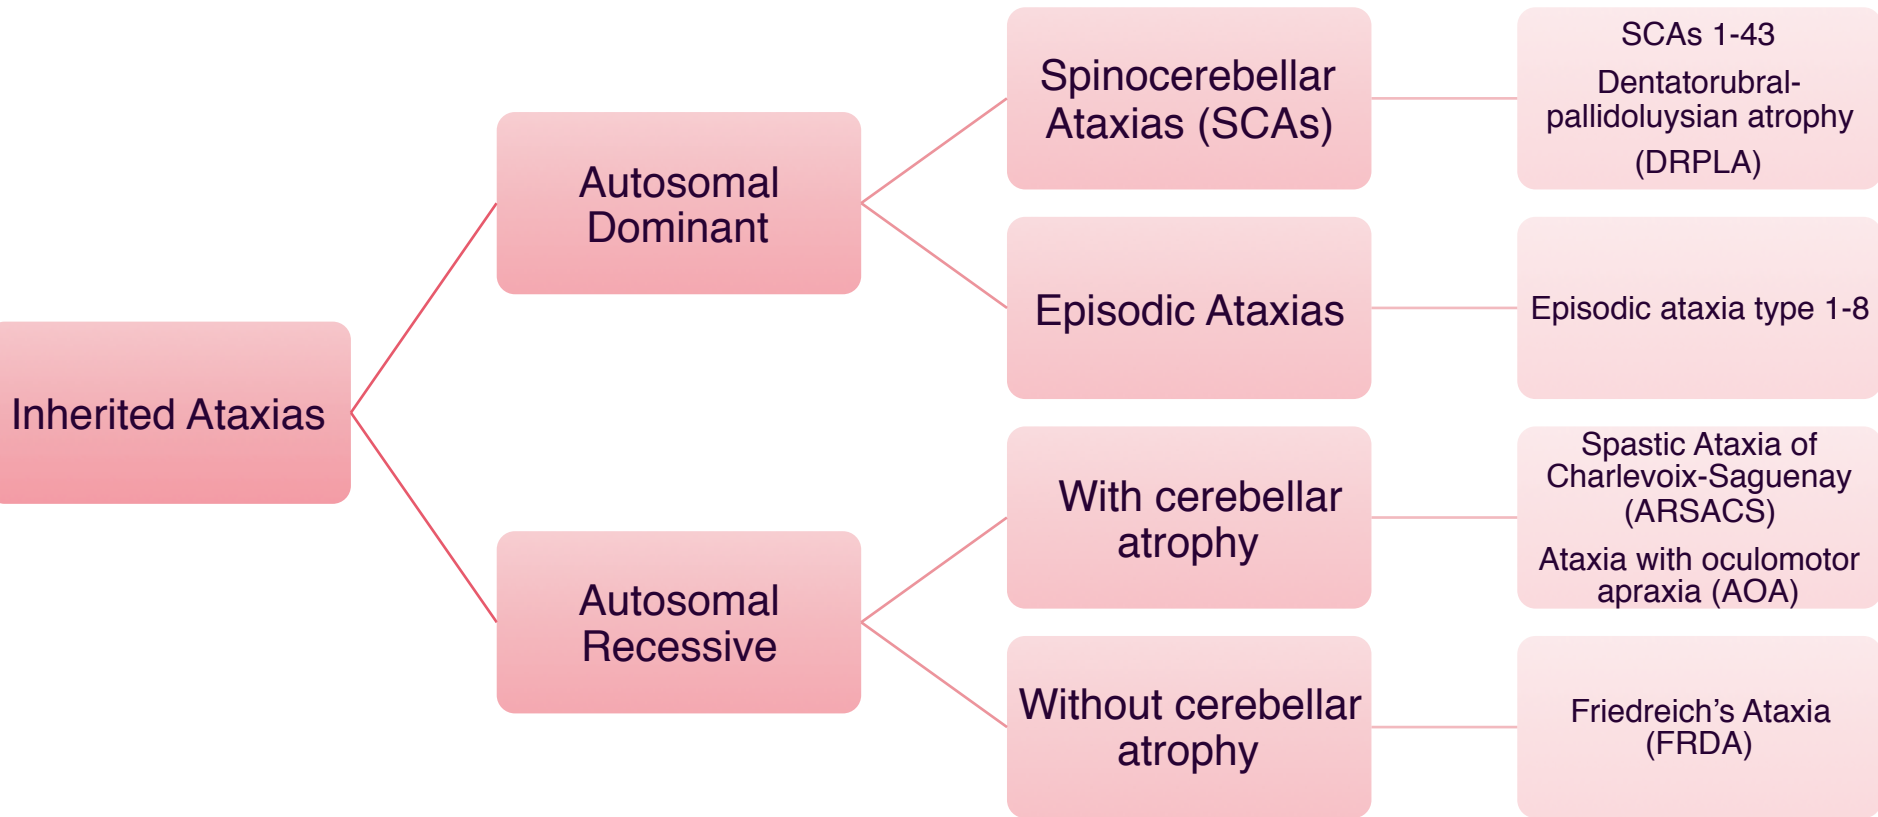 Inherited Ataxias
Autosomal
Dominant
Spinocerebellar
Ataxias (SCAs)
SCAs 1-43
Dentatorubral-
pallidoluysian atrophy
(DRPLA)
Episodic Ataxias
Episodic ataxia type 1-8
Autosomal
Recessive
With cerebellar
atrophy
Spastic Ataxia of
Charlevoix-Saguenay
(ARSACS)
Ataxia with oculomotor
apraxia (AOA)
Without cerebellar
atrophy
Friedreich’s Ataxia
(FRDA)